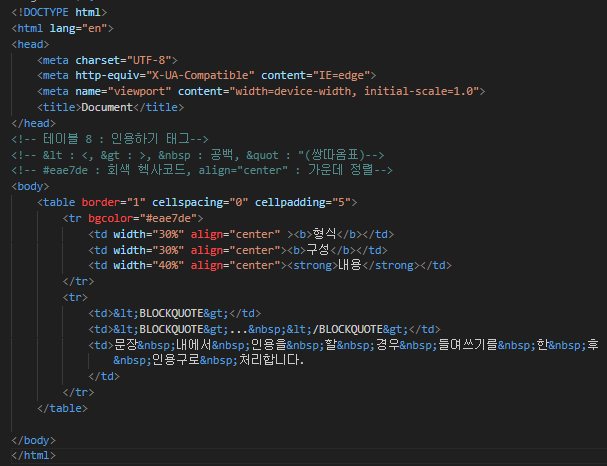 <!DOCTYPE html>
<html lang="en">
<head>
    <meta charset="UTF-8">
    <meta http-equiv="X-UA-Compatible" content="IE=edge">
    <meta name="viewport" content="width=device-width, initial-scale=1.0">
    <title>Document</title>
</head>
<!-- 테이블 8 : 인용하기 태그-->
<!-- &lt : <, &gt : >, &nbsp : 공백, &quot : "(쌍따옴표)-->
<!-- #eae7de : 회색 헥사코드, align="center" : 가운데 정렬-->
<body>
    <table border="1" cellspacing="0" cellpadding="5">
        <tr bgcolor="#eae7de">
            <td width="30%" align="center" ><b>형식</b></td>
            <td width="30%" align="center"><b>구성</b></td>
            <td width="40%" align="center"><strong>내용</strong></td>
        </tr>
        <tr>
            <td>&lt;BLOCKQUOTE&gt;</td>
            <td>&lt;BLOCKQUOTE&gt;...&nbsp;&lt;/BLOCKQUOTE&gt;</td>
            <td>문장&nbsp;내에서&nbsp;인용을&nbsp;할&nbsp;경우&nbsp;들여쓰기를&nbsp;한&nbsp;후
                &nbsp;인용구로&nbsp;처리합니다.
            </td>
        </tr>
    </table>
</body>
</html>